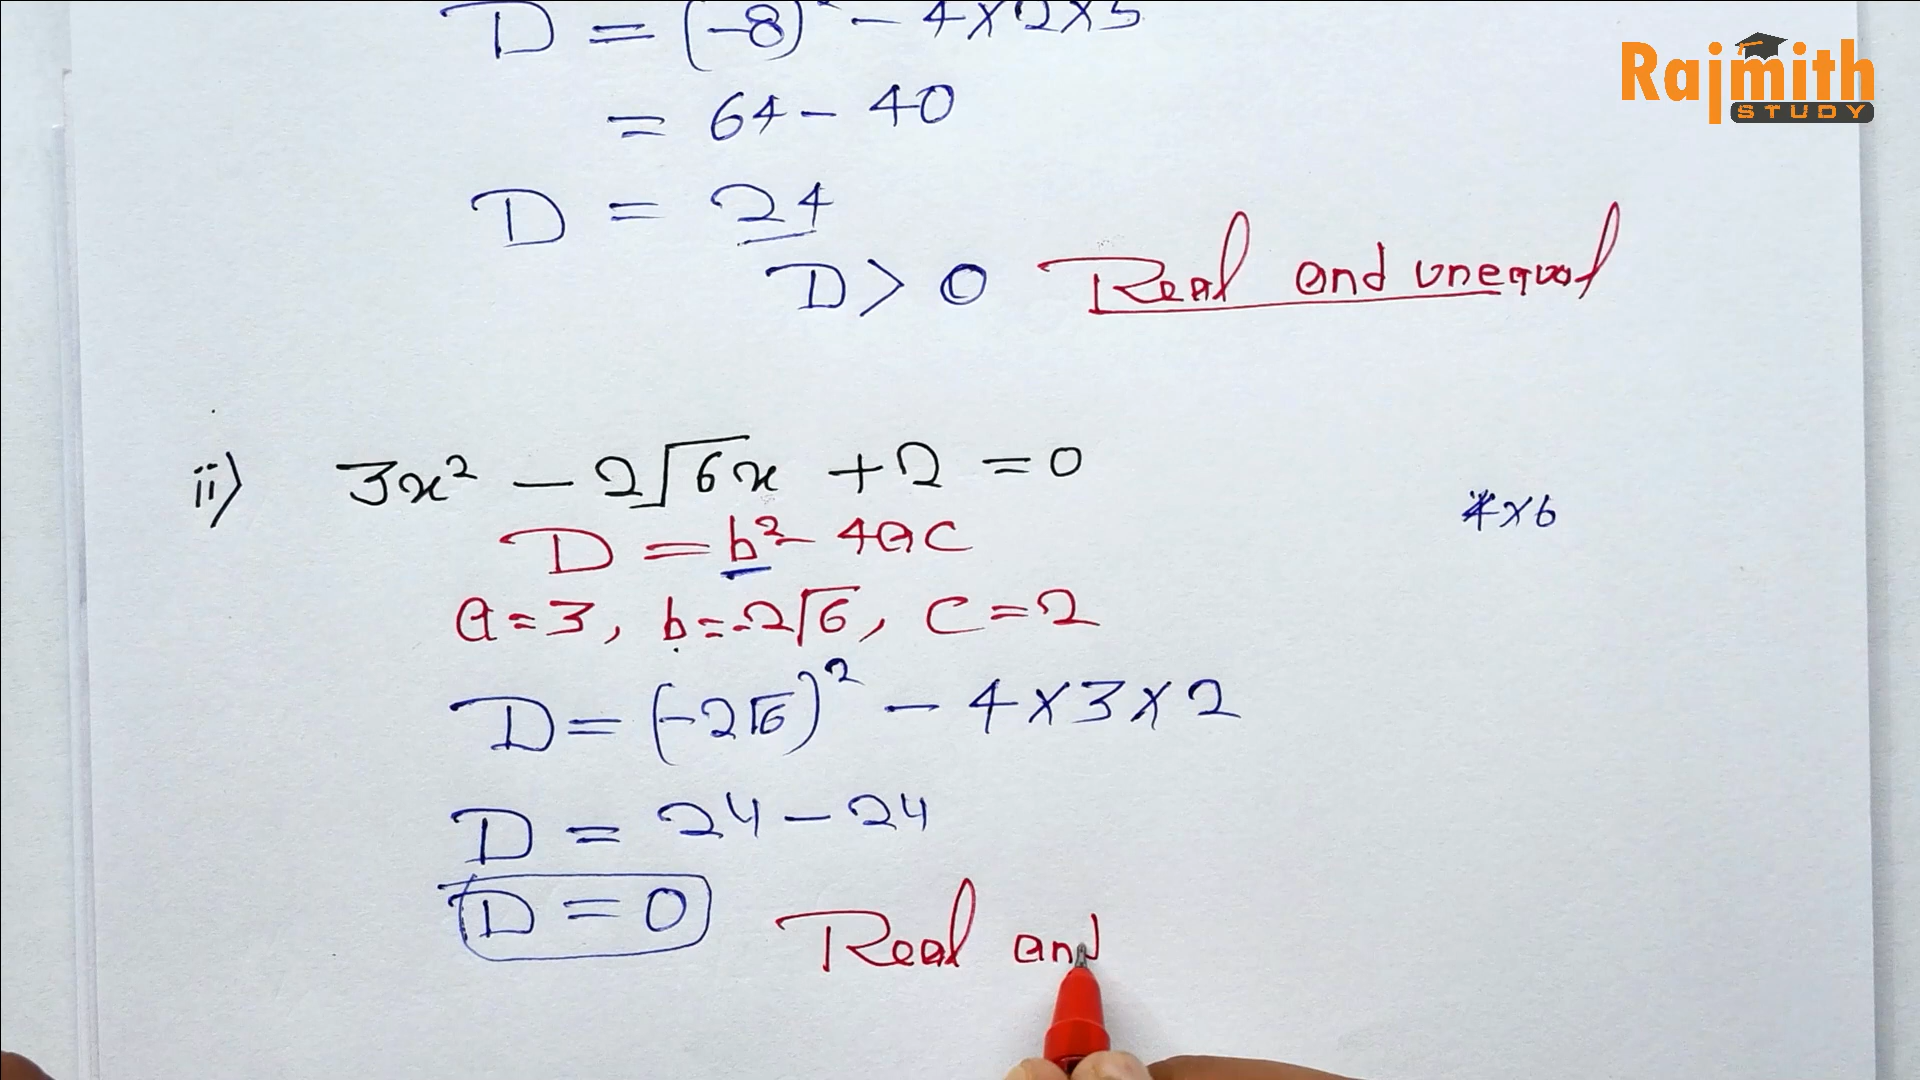 D = (-8)² - 4×2×5
Rajmith
STUDY
= 64 - 40
D = 24
D > 0 Real and unequal
ii) 3x² - 2√6x + 2 = 0
4×6
D = b² - 4ac
a = 3, b = -2√6, c = 2
D = (-2√6)² - 4×3×2
D = 24 - 24
D = 0 Real and